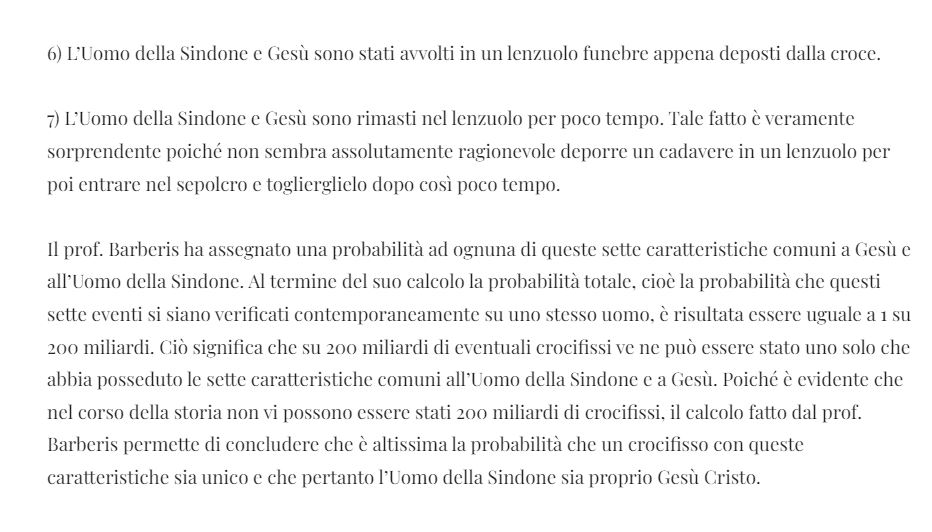 6) L’Uomo della Sindone e Gesù sono stati avvolti in un lenzuolo funebre appena deposti dalla croce.
7) L’Uomo della Sindone e Gesù sono rimasti nel lenzuolo per poco tempo. Tale fatto è veramente
sorprendente poiché non sembra assolutamente ragionevole deporre un cadavere in un lenzuolo per
poi entrare nel sepolcro e toglierglielo dopo così poco tempo.
Il prof. Barberis ha assegnato una probabilità ad ognuna di queste sette caratteristiche comuni a Gesù e
all’Uomo della Sindone. Al termine del suo calcolo la probabilità totale, cioè la probabilità che questi
sette eventi si siano verificati contemporaneamente su uno stesso uomo, è risultata essere uguale a 1 su
200 miliardi. Ciò significa che su 200 miliardi di eventuali crocifissi ve ne può essere stato uno solo che
abbia posseduto le sette caratteristiche comuni all’Uomo della Sindone e a Gesù. Poiché è evidente che
nel corso della storia non vi possono essere stati 200 miliardi di crocifissi, il calcolo fatto dal prof.
Barberis permette di concludere che è altissima la probabilità che un crocifisso con queste
caratteristiche sia unico e che pertanto l’Uomo della Sindone sia proprio Gesù Cristo.